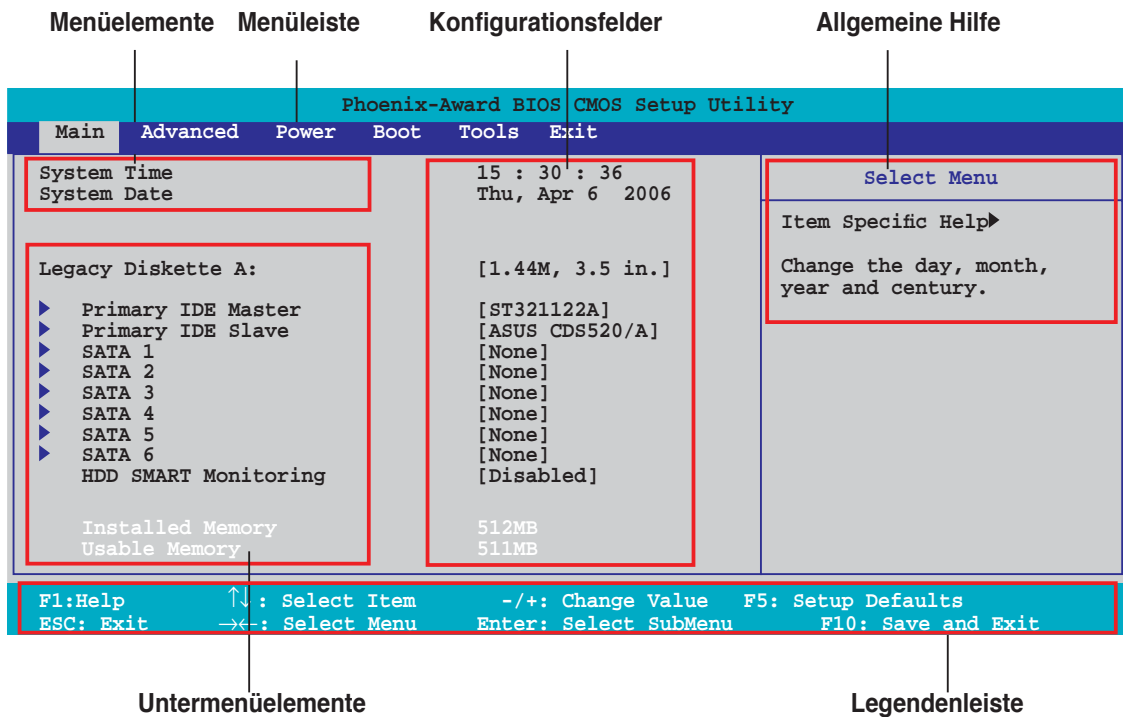 Menüelemente Menüleiste Konfigurationsfelder Allgemeine Hilfe
Phoenix-Award BIOS CMOS Setup Utility
Main Advanced Power Boot Tools Exit
System Time 15 : 30 : 36
System Date Thu, Apr 6 2006
Select Menu
Item Specific Help▶
Legacy Diskette A: [1.44M, 3.5 in.]
Change the day, month,
year and century.
▶ Primary IDE Master [ST321122A]
▶ Primary IDE Slave [ASUS CDS520/A]
▶ SATA 1 [None]
▶ SATA 2 [None]
▶ SATA 3 [None]
▶ SATA 4 [None]
▶ SATA 5 [None]
▶ SATA 6 [None]
HDD SMART Monitoring [Disabled]
Installed Memory 512MB
Usable Memory 511MB
F1:Help ↑↓: Select Item -/+: Change Value F5: Setup Defaults
ESC: Exit →←: Select Menu Enter: Select SubMenu F10: Save and Exit
Untermenüelemente Legendenleiste